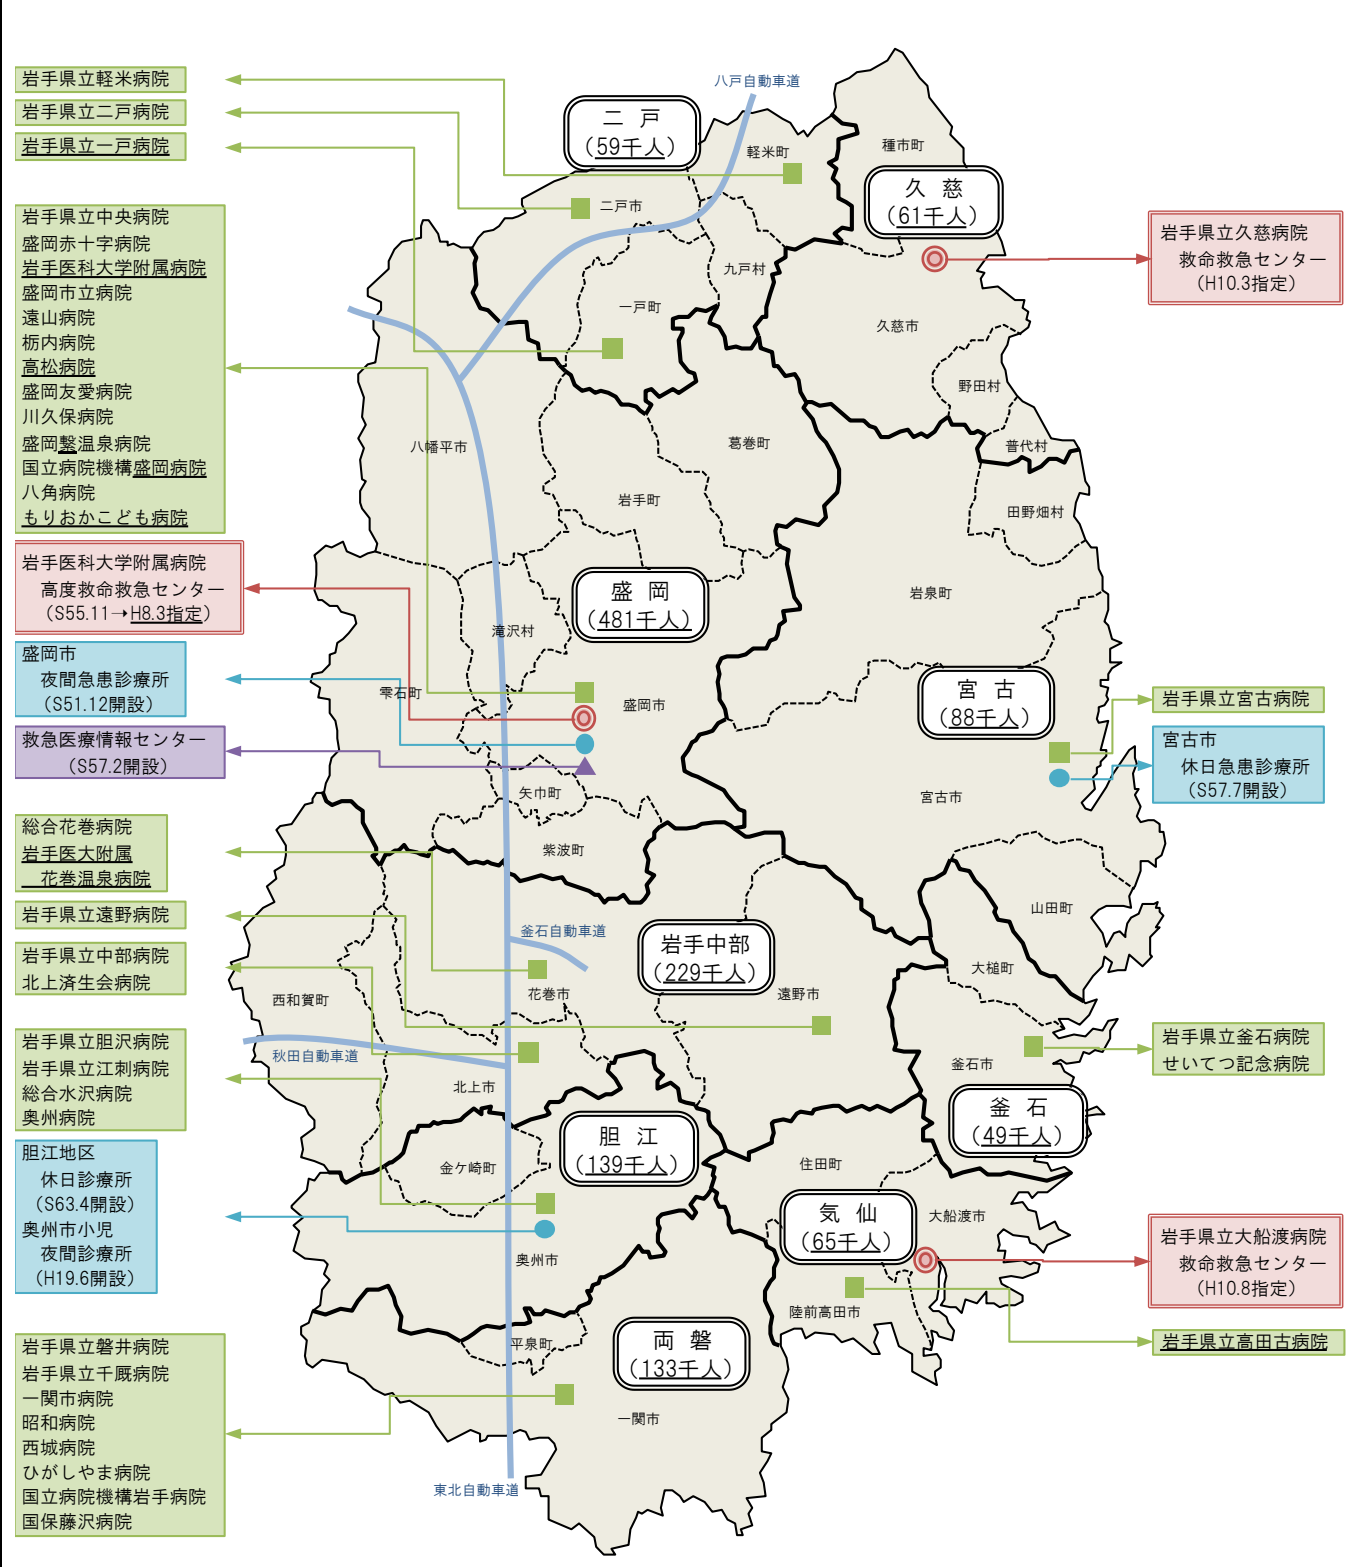 岩手県立軽米病院
岩手県立二戸病院
岩手県立一戸病院
岩手県立中央病院
盛岡赤十字病院
岩手医科大学附属病院
盛岡市立病院
遠山病院
栃内病院
高松病院
盛岡友愛病院
川久保病院
盛岡繋温泉病院
国立病院機構盛岡病院
八角病院
もりおかこども病院
岩手医科大学附属病院
高度救命救急センター
(S55.11→H8.3指定)
盛岡市
夜間急患診療所
(S51.12開設)
救急医療情報センター
(S57.2開設)
総合花巻病院
岩手医大附属
花巻温泉病院
岩手県立遠野病院
岩手県立中部病院
北上済生会病院
岩手県立胆沢病院
岩手県立江刺病院
総合水沢病院
奥州病院
胆江地区
休日診療所
(S63.4開設)
奥州市小児
夜間診療所
(H19.6開設)
岩手県立磐井病院
岩手県立千厩病院
一関市病院
昭和病院
西城病院
ひがしやま病院
国立病院機構岩手病院
国保藤沢病院
八戸自動車道
二 戸
(59千人)
軽米町
種市町
久 慈
(61千人)
二戸市
九戸村
一戸町
久慈市
野田村
普代村
八幡平市
葛巻町
岩手町
田野畑村
盛 岡
(481千人)
岩泉町
滝沢村
雫石町
盛岡市
宮 古
(88千人)
矢巾町
宮古市
紫波町
山田町
釜石自動車道
岩手中部
(229千人)
大槌町
花巻市
遠野市
西和賀町
秋田自動車道
釜石市
北上市
釜 石
(49千人)
胆 江
(139千人)
金ケ崎町
住田町
気 仙
(65千人)
大船渡市
奥州市
陸前高田市
平泉町
両 磐
(133千人)
一関市
東北自動車道
岩手県立久慈病院
救命救急センター
(H10.3指定)
岩手県立宮古病院
宮古市
休日急患診療所
(S57.7開設)
岩手県立釜石病院
せいてつ記念病院
岩手県立大船渡病院
救命救急センター
(H10.8指定)
岩手県立高田古病院